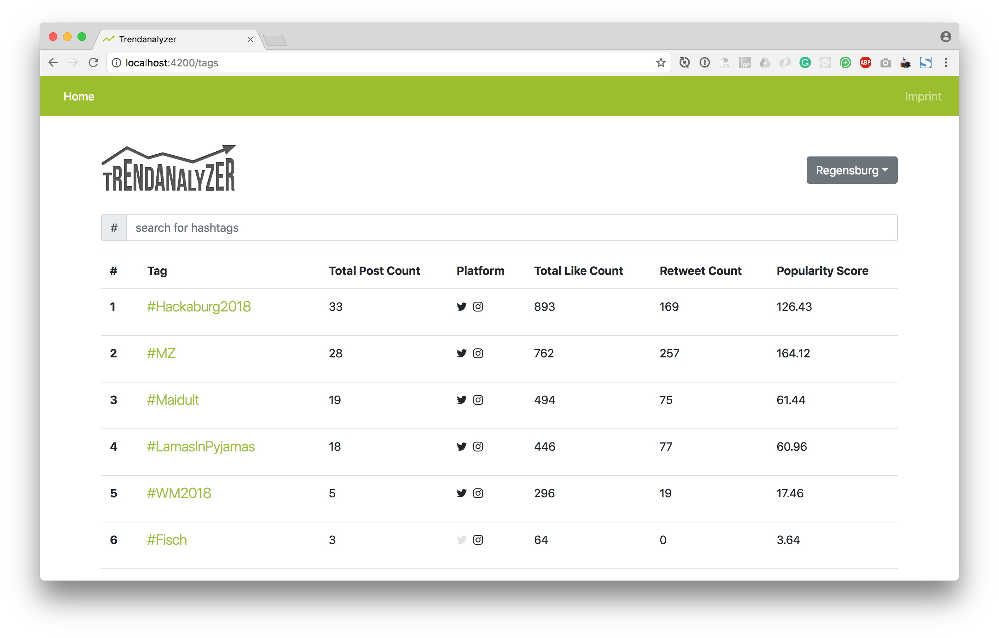 Trendanalyzer
localhost:4200/tags
RP
G
ABP
S
Home
Imprint
TRENDANALYZER
Regensburg
# search for hashtags
# Tag Total Post Count Platform Total Like Count Retweet Count Popularity Score
1 #Hackaburg2018 33 893 169 126.43
2 #MZ 28 762 257 164.12
3 #Maidult 19 494 75 61.44
4 #LamasInPyjamas 18 446 77 60.96
5 #WM2018 5 296 19 17.46
6 #Fisch 3 64 0 3.64